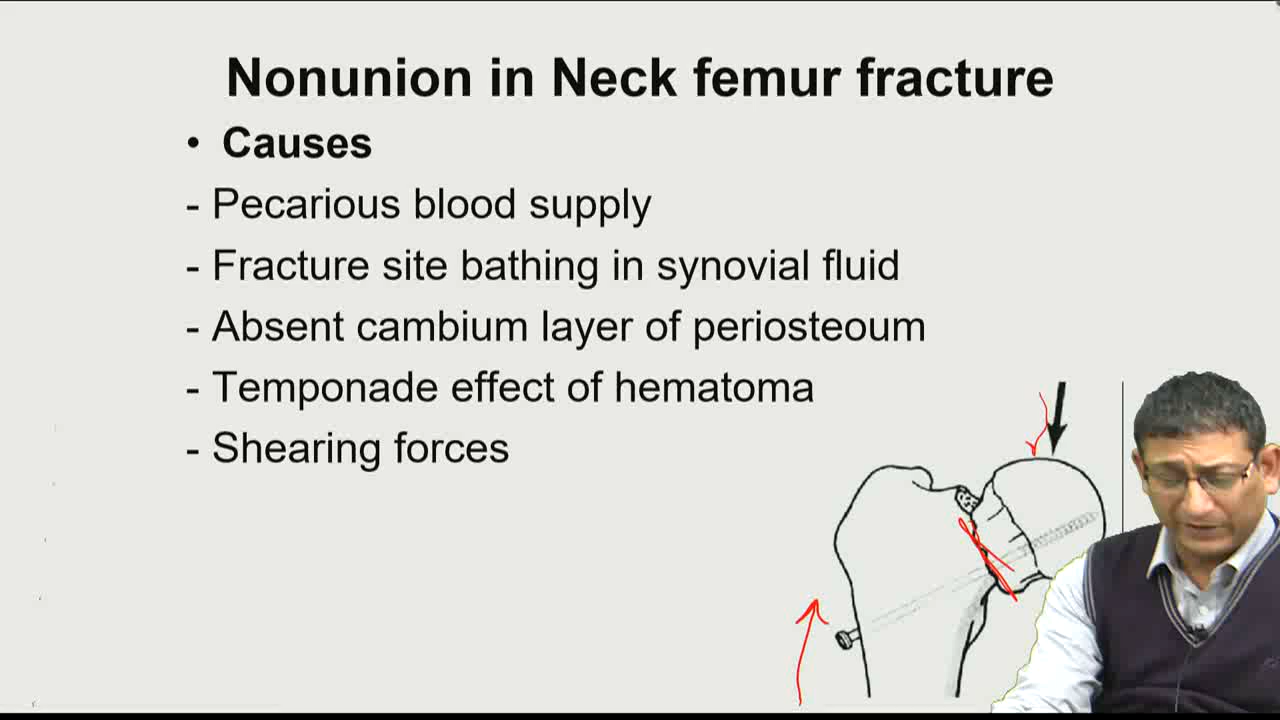 Nonunion in Neck femur fracture
• Causes
- Pecarious blood supply
- Fracture site bathing in synovial fluid
- Absent cambium layer of periosteoum
- Temponade effect of hematoma
- Shearing forces